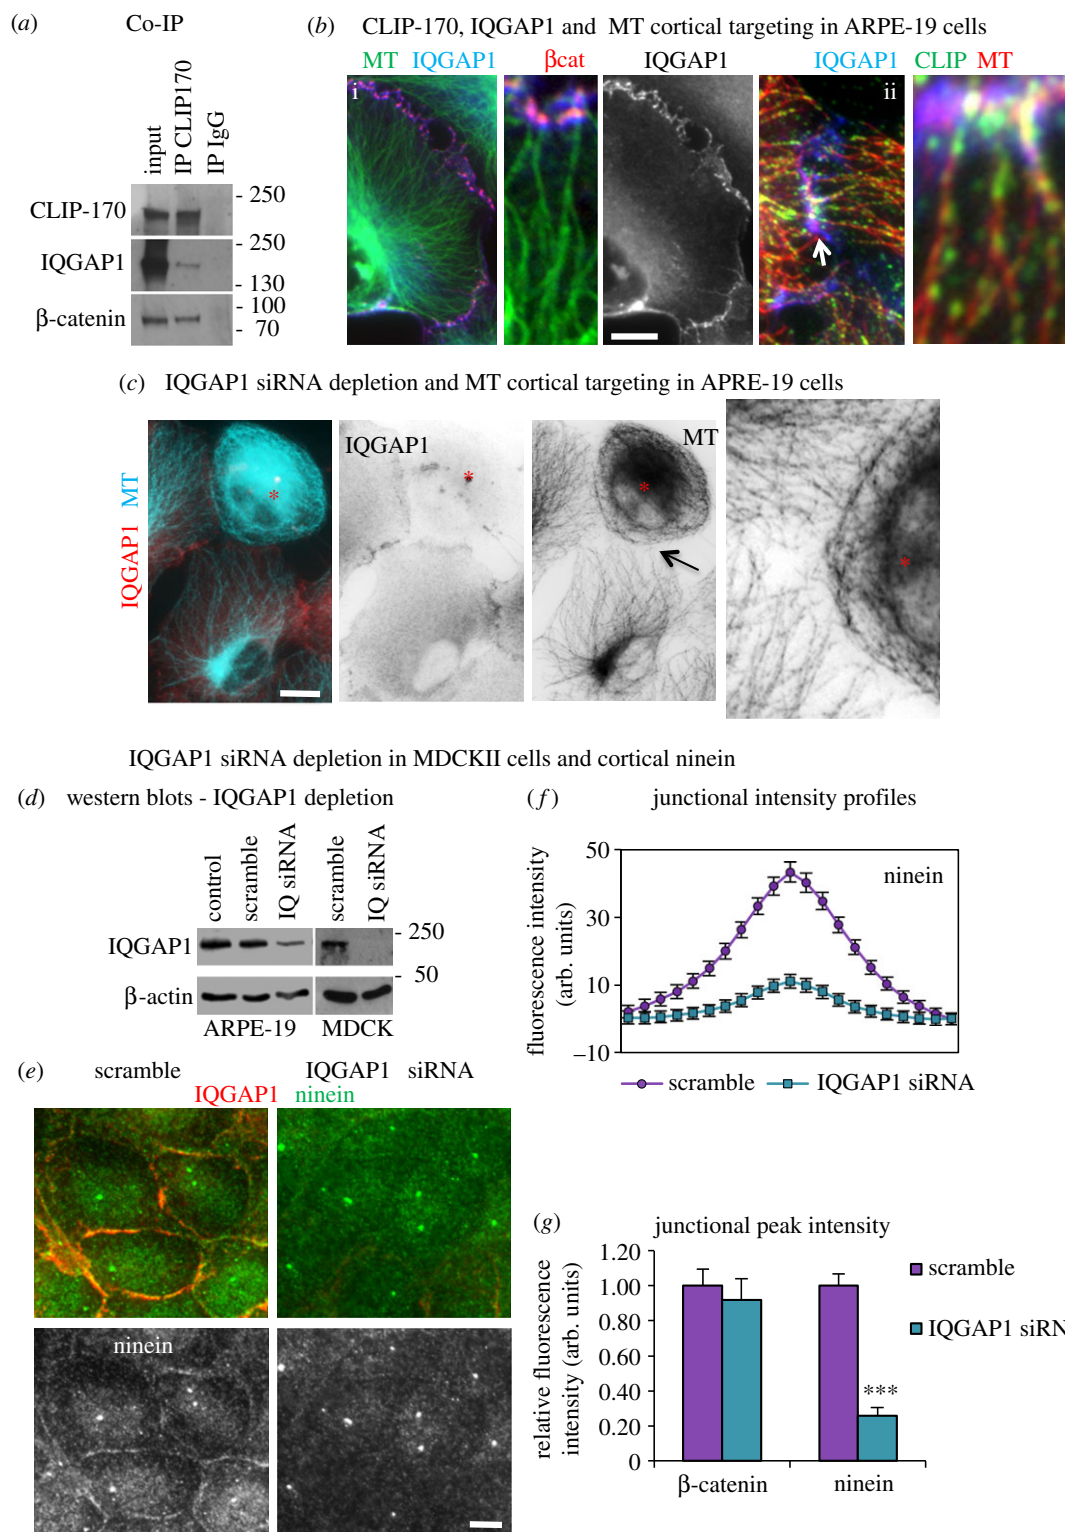 (a) Co-IP
input
IP CLIP170
IP IgG
CLIP-170
IQGAP1
β-catenin
- 250
250
-
- 130
- 100
- 70
(b) CLIP-170, IQGAP1 and MT cortical targeting in ARPE-19 cells
MT IQGAP1 βcat IQGAP1 IQGAP1 CLIP MT
i
ii
(c) IQGAP1 siRNA depletion and MT cortical targeting in APRE-19 cells
IQGAP1 MT
*
IQGAP1
*
MT
*
*
IQGAP1 siRNA depletion in MDCKII cells and cortical ninein
(d) western blots - IQGAP1 depletion
control
scramble
IQ siRNA
scramble
IQ siRNA
IQGAP1
β-actin
- 250
50
-
ARPE-19 MDCK
(e) scramble IQGAP1 siRNA
IQGAP1 ninein
ninein
(f) junctional intensity profiles
fluorescence intensity
(arb. units)
50
30
10
–10
ninein
scramble IQGAP1 siRNA
(g) junctional peak intensity
relative fluorescence
intensity (arb. units)
1.20
1.00
0.80
0.60
0.40
0.20
0
***
β-catenin ninein
scramble
IQGAP1 siRN